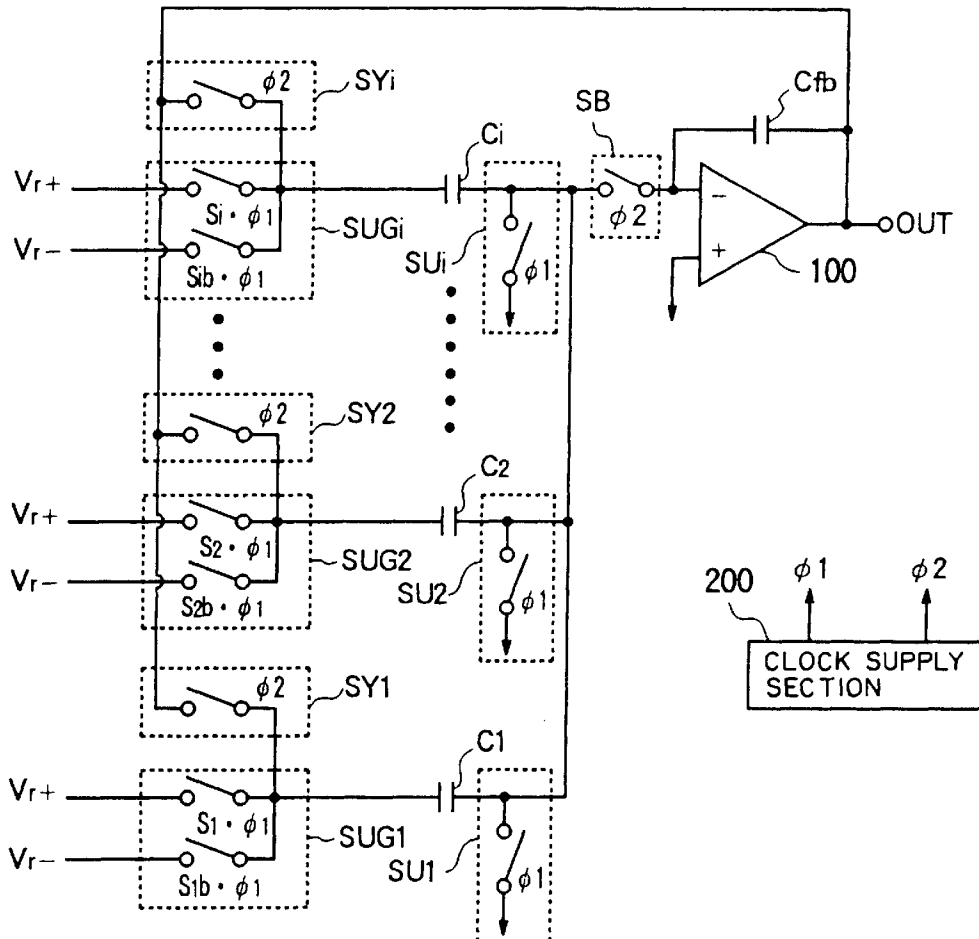 φ2
SYi
Cfb
SB
Ci
Vr+
Si・φ1
φ2
−
OUT
Vr−
Sib・φ1
SUGi
SUi
φ1
+
100
φ2
SY2
C2
Vr+
S2・φ1
SUG2
Vr−
S2b・φ1
SU2
φ1
200
φ1
φ2
CLOCK SUPPLY
SECTION
φ2
SY1
C1
Vr+
S1・φ1
SUG1
Vr−
S1b・φ1
SU1
φ1